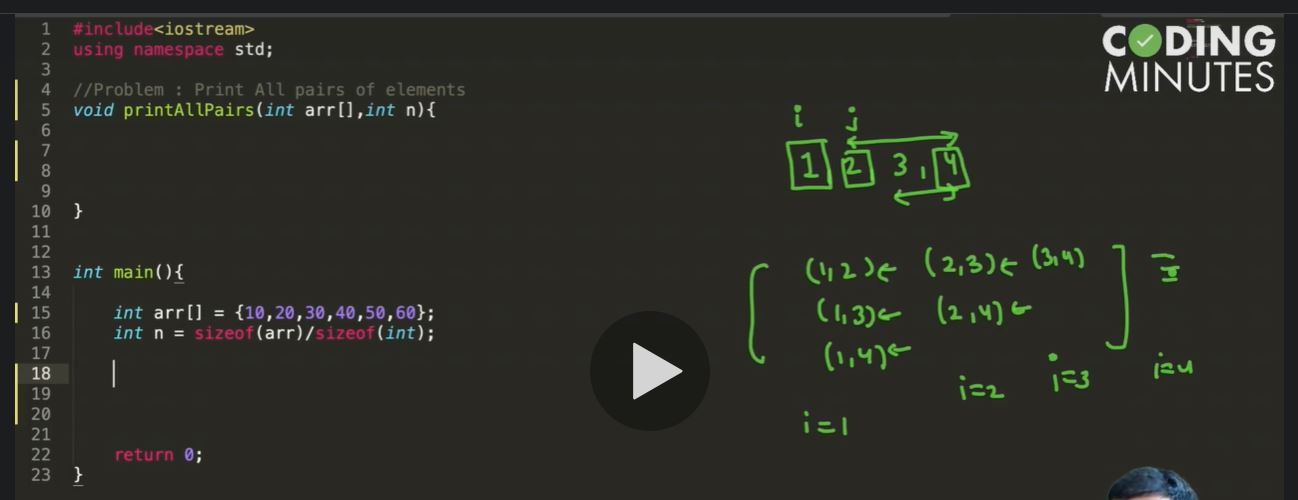 1 #include<iostream>
2 using namespace std;
3
4 //Problem : Print All pairs of elements
5 void printAllPairs(int arr[],int n){
6
7
8
9
10 }
11
12
13 int main(){
14
15 int arr[] = {10,20,30,40,50,60};
16 int n = sizeof(arr)/sizeof(int);
17
18
19
20
21
22 return 0;
23 }
CODING
MINUTES
i j
1 2 3 , 4
(1,2) (2,3) (3,4)
(1,3) (2,4)
(1,4)
i=1 i=2 i=3 i=4